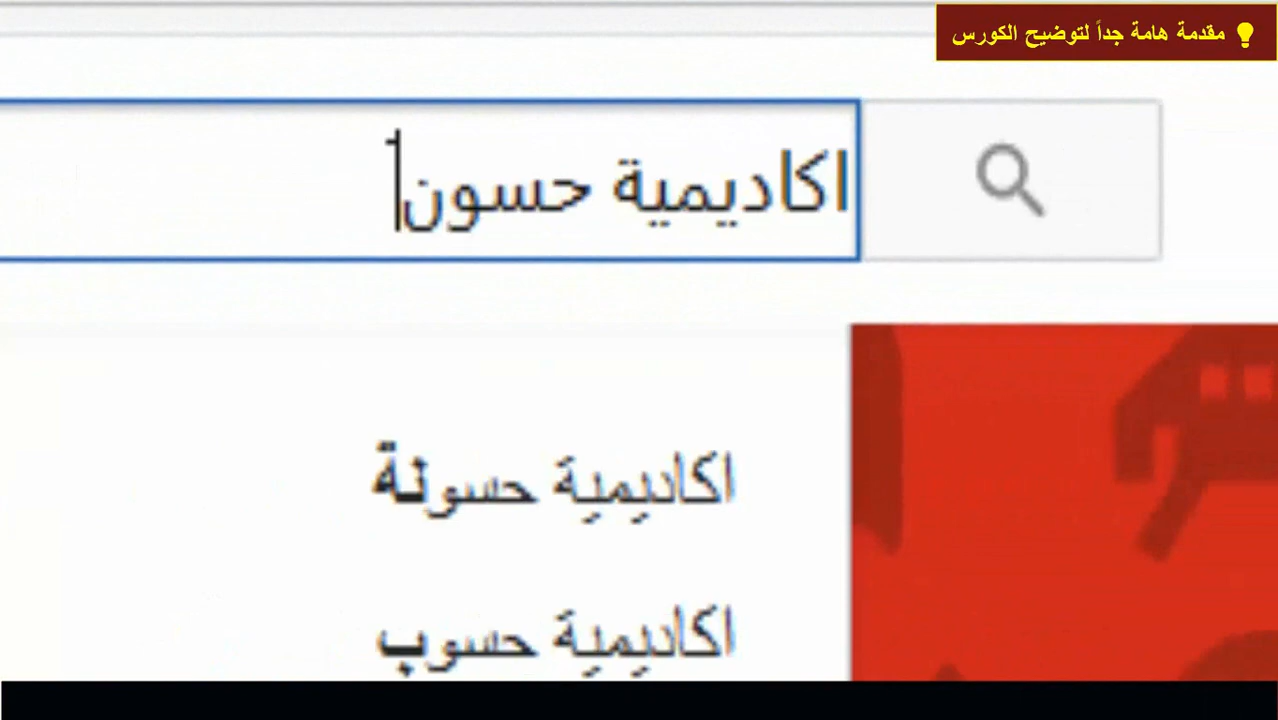 مقدمة هامة جداً لتوضيح الكورس
اكاديمية حسون
اكاديمية حسونة
اكاديمية حسوب